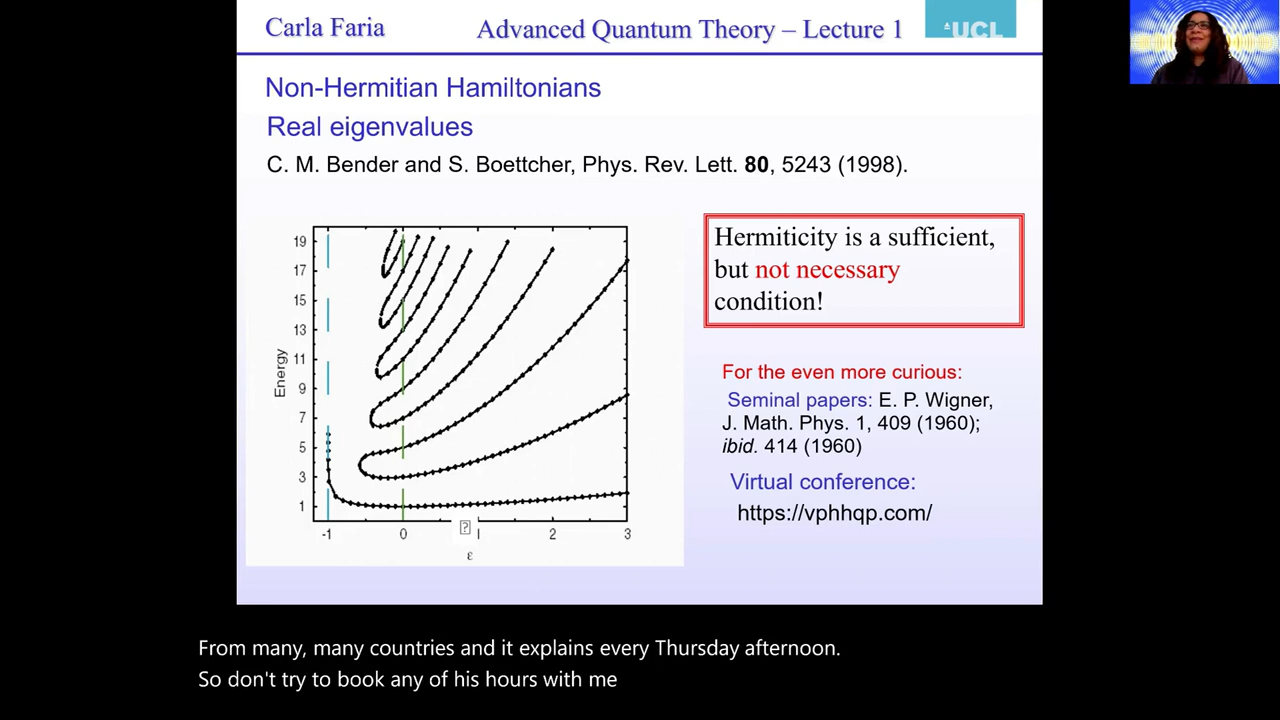 Carla Faria
Advanced Quantum Theory – Lecture 1
UCL
Non-Hermitian Hamiltonians
Real eigenvalues
C. M. Bender and S. Boettcher, Phys. Rev. Lett. 80, 5243 (1998).
Hermiticity is a sufficient,
but not necessary
condition!
For the even more curious:
Seminal papers: E. P. Wigner,
J. Math. Phys. 1, 409 (1960);
ibid. 414 (1960)
Virtual conference:
https://vphhqp.com/
Energy
19
17
15
13
11
9
7
5
3
1
-1 0 1 2 3
ε
From many, many countries and it explains every Thursday afternoon.
So don't try to book any of his hours with me